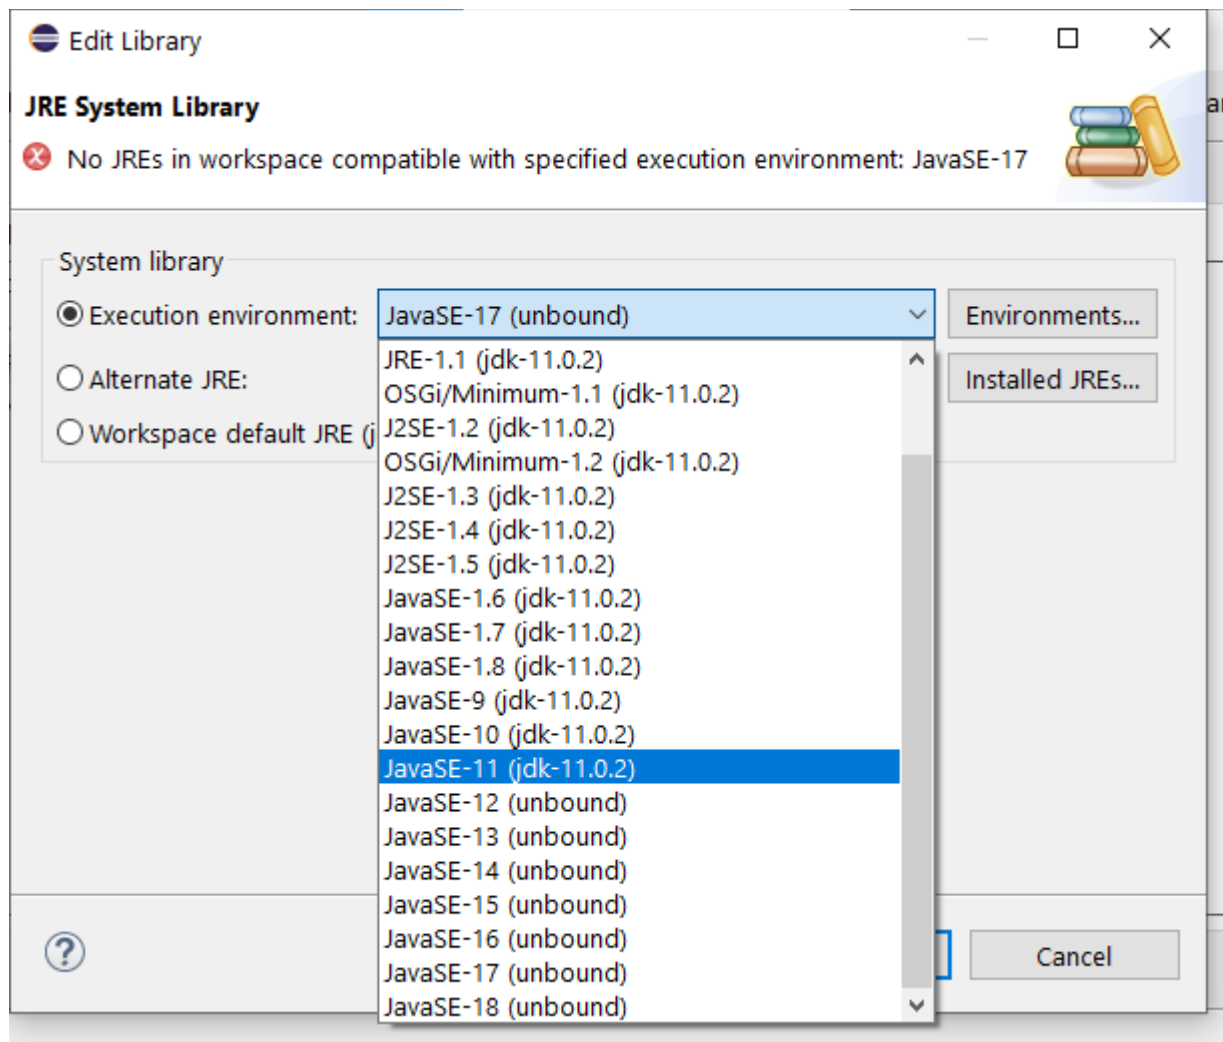 Edit Library
JRE System Library
No JREs in workspace compatible with specified execution environment: JavaSE-17
System library
Execution environment: JavaSE-17 (unbound) Environments...
Alternate JRE: Installed JREs...
Workspace default JRE (j
JRE-1.1 (jdk-11.0.2)
OSGi/Minimum-1.1 (jdk-11.0.2)
J2SE-1.2 (jdk-11.0.2)
OSGi/Minimum-1.2 (jdk-11.0.2)
J2SE-1.3 (jdk-11.0.2)
J2SE-1.4 (jdk-11.0.2)
J2SE-1.5 (jdk-11.0.2)
JavaSE-1.6 (jdk-11.0.2)
JavaSE-1.7 (jdk-11.0.2)
JavaSE-1.8 (jdk-11.0.2)
JavaSE-9 (jdk-11.0.2)
JavaSE-10 (jdk-11.0.2)
JavaSE-11 (jdk-11.0.2)
JavaSE-12 (unbound)
JavaSE-13 (unbound)
JavaSE-14 (unbound)
JavaSE-15 (unbound)
JavaSE-16 (unbound)
JavaSE-17 (unbound)
JavaSE-18 (unbound)
Cancel